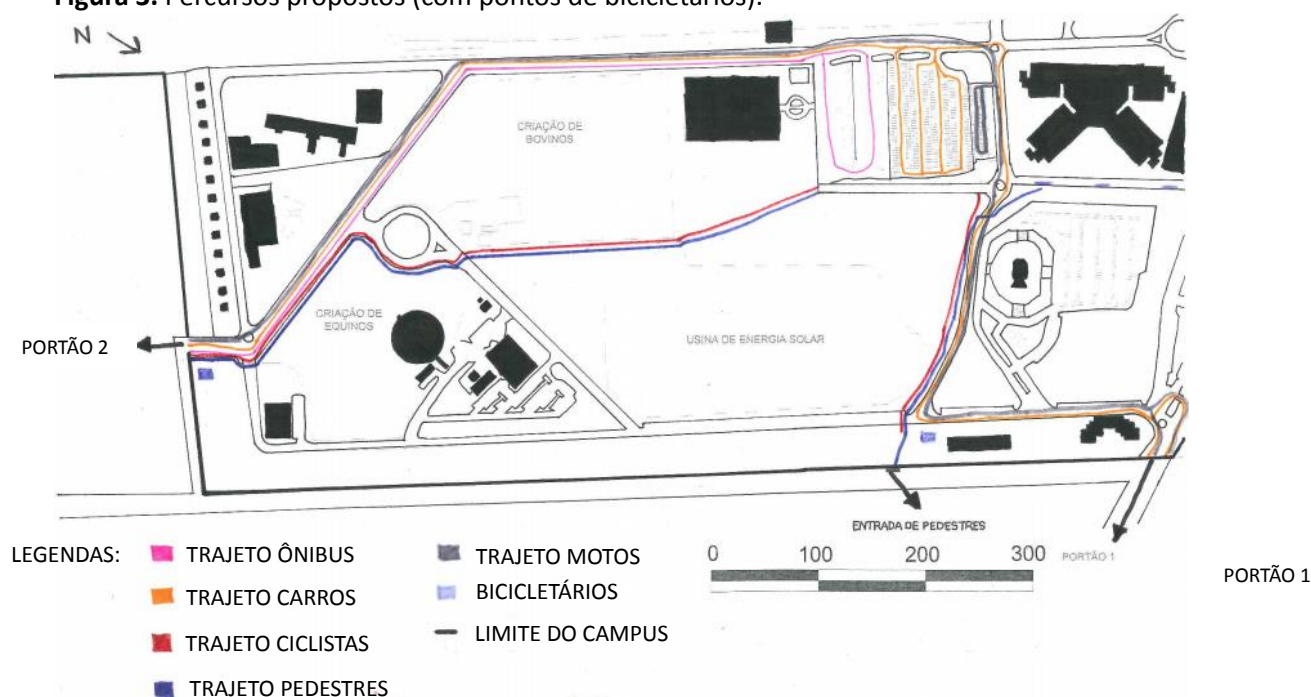 Figura 3. Percursos propostos (com pontos de bicicletários).
N
CRIAÇÃO DE
BOVINOS
CRIAÇÃO DE
EQUINOS
USINA DE ENERGIA SOLAR
PORTÃO 2
ENTRADA DE PEDESTRES
LEGENDAS:
TRAJETO ÔNIBUS
TRAJETO CARROS
TRAJETO CICLISTAS
TRAJETO PEDESTRES
TRAJETO MOTOS
BICICLETÁRIOS
LIMITE DO CAMPUS
0 100 200 300
PORTÃO 1
PORTÃO 1